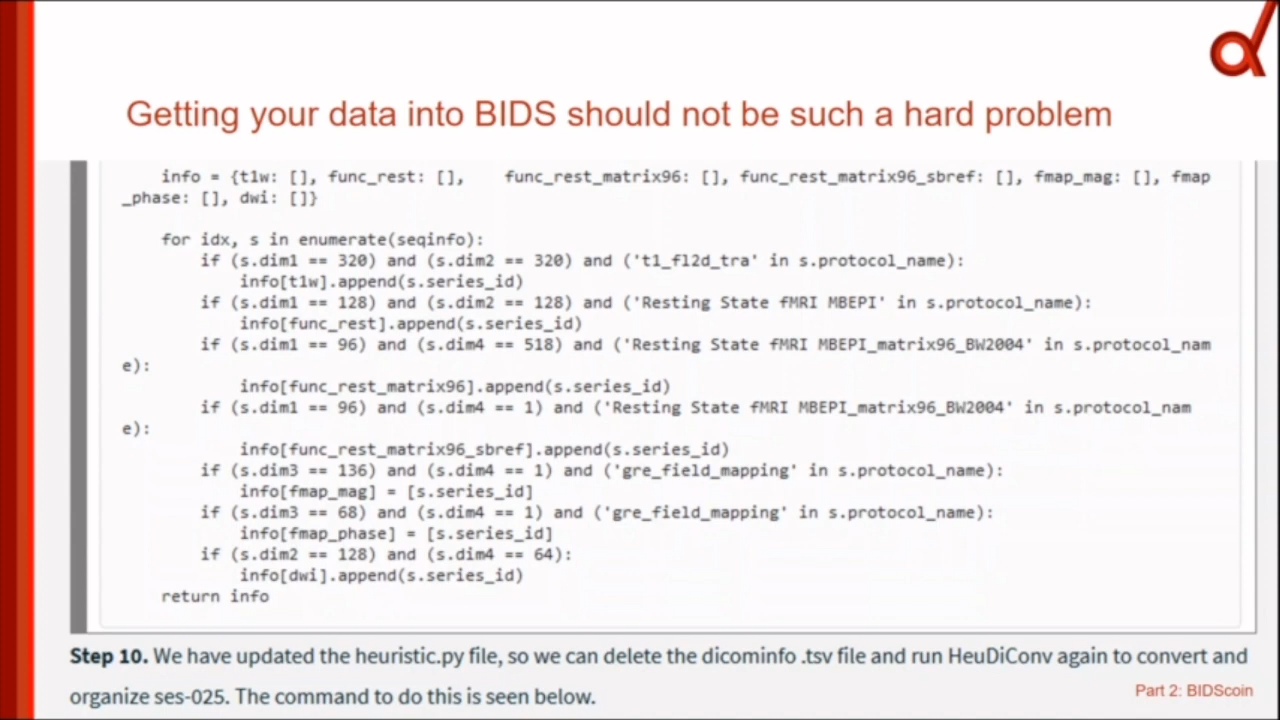 Getting your data into BIDS should not be such a hard problem
info = {t1w: [], func_rest: [],    func_rest_matrix96: [], func_rest_matrix96_sbref: [], fmap_mag: [], fmap
_phase: [], dwi: []}
for idx, s in enumerate(seqinfo):
if (s.dim1 == 320) and (s.dim2 == 320) and ('t1_fl2d_tra' in s.protocol_name):
info[t1w].append(s.series_id)
if (s.dim1 == 128) and (s.dim2 == 128) and ('Resting State fMRI MBEPI' in s.protocol_name):
info[func_rest].append(s.series_id)
if (s.dim1 == 96) and (s.dim4 == 518) and ('Resting State fMRI MBEPI_matrix96_BW2004' in s.protocol_nam
e):
info[func_rest_matrix96].append(s.series_id)
if (s.dim1 == 96) and (s.dim4 == 1) and ('Resting State fMRI MBEPI_matrix96_BW2004' in s.protocol_nam
e):
info[func_rest_matrix96_sbref].append(s.series_id)
if (s.dim3 == 136) and (s.dim4 == 1) and ('gre_field_mapping' in s.protocol_name):
info[fmap_mag] = [s.series_id]
if (s.dim3 == 68) and (s.dim4 == 1) and ('gre_field_mapping' in s.protocol_name):
info[fmap_phase] = [s.series_id]
if (s.dim2 == 128) and (s.dim4 == 64):
info[dwi].append(s.series_id)
return info
Step 10. We have updated the heuristic.py file, so we can delete the dicominfo .tsv file and run HeuDiConv again to convert and
organize ses-025. The command to do this is seen below.
Part 2: BIDScoin